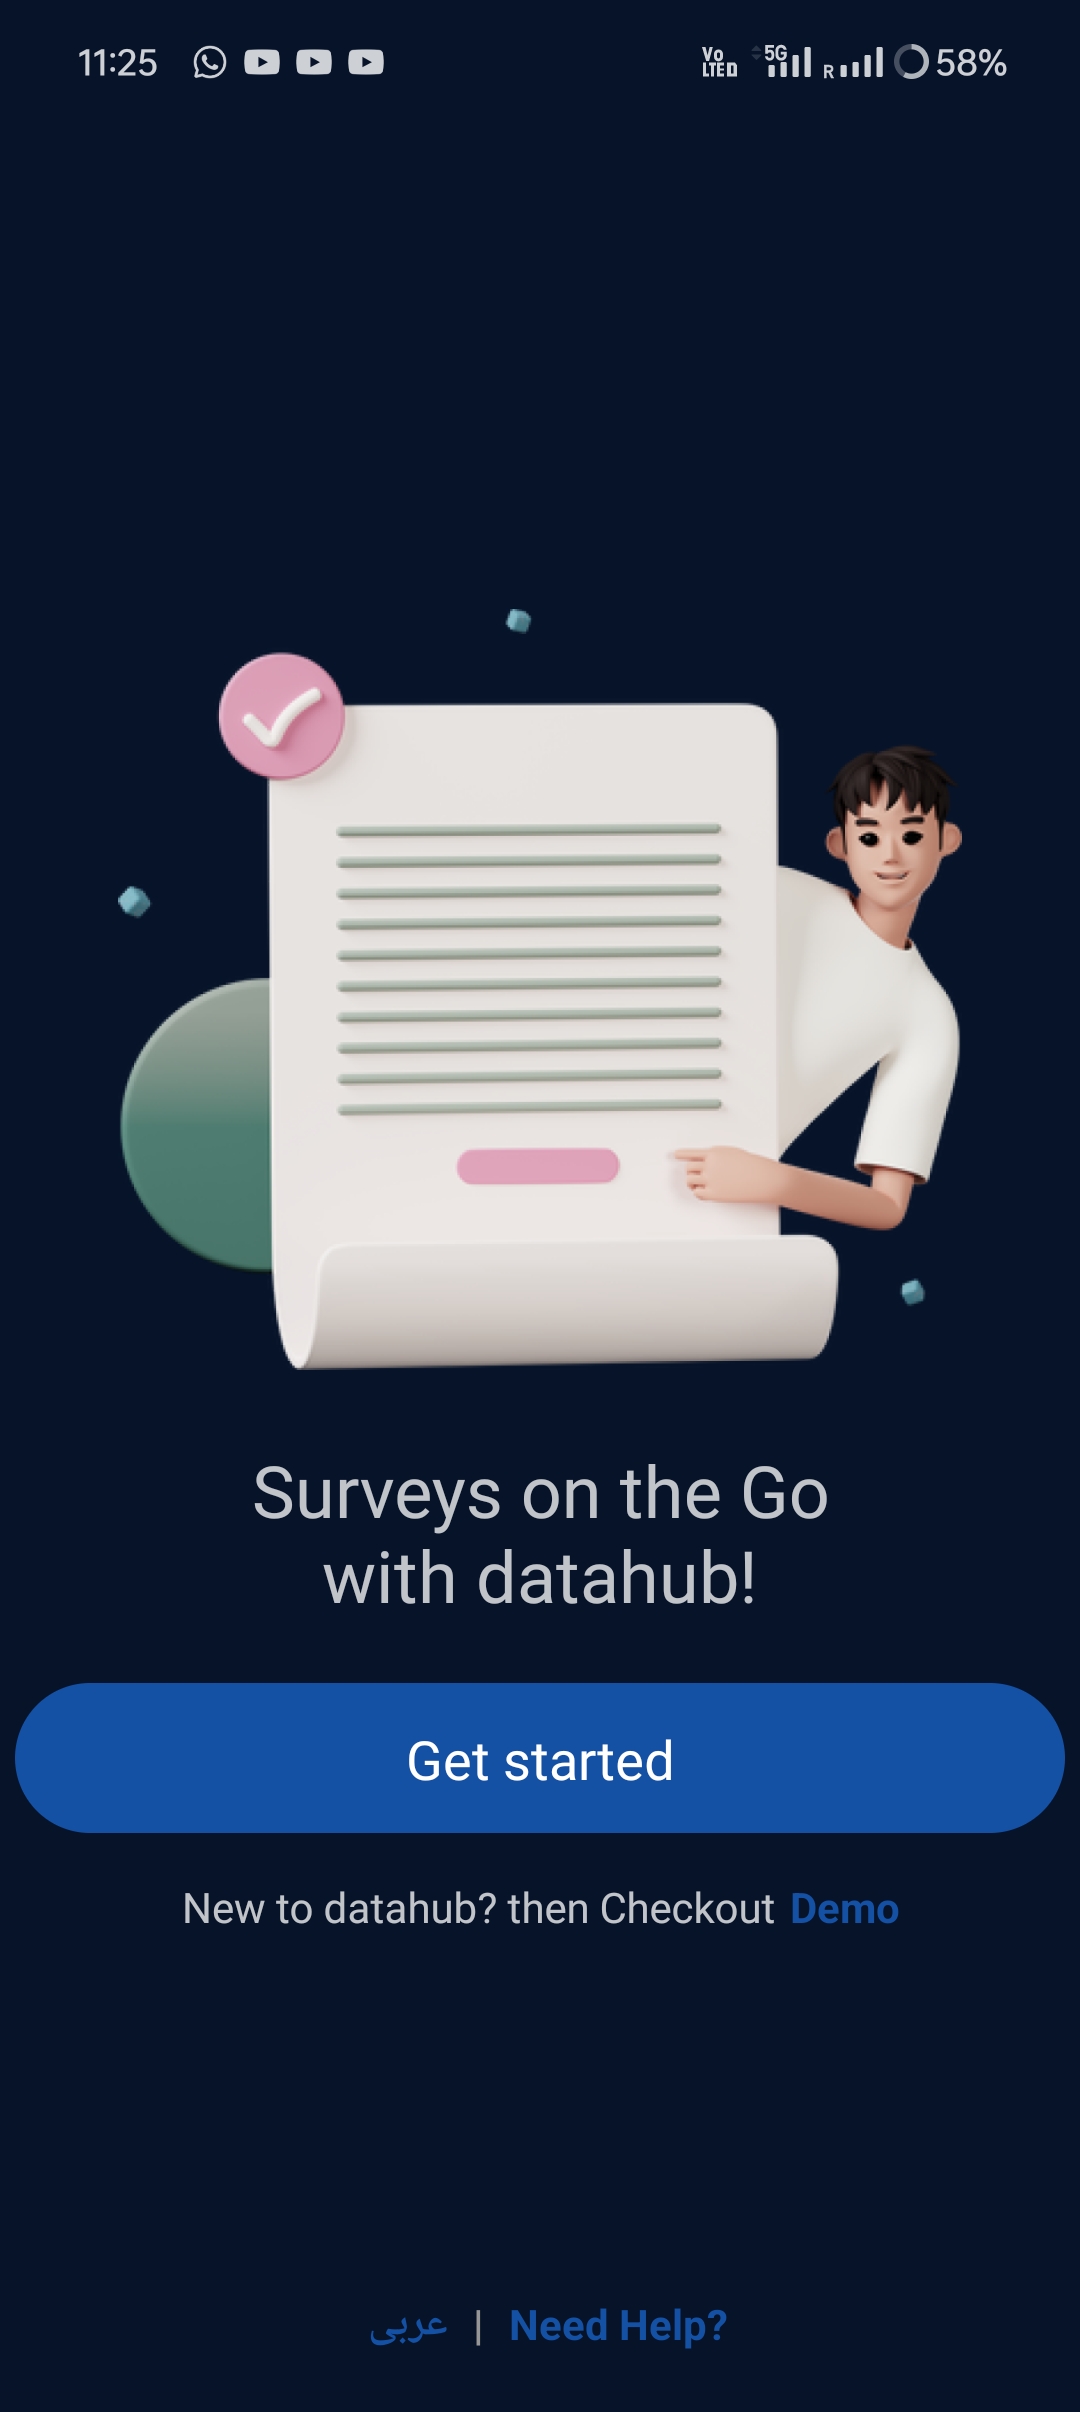 11:25 Vo LTE 5G R 58%
Surveys on the Go
with datahub!
Get started
New to datahub? then Checkout Demo
عربى | Need Help?